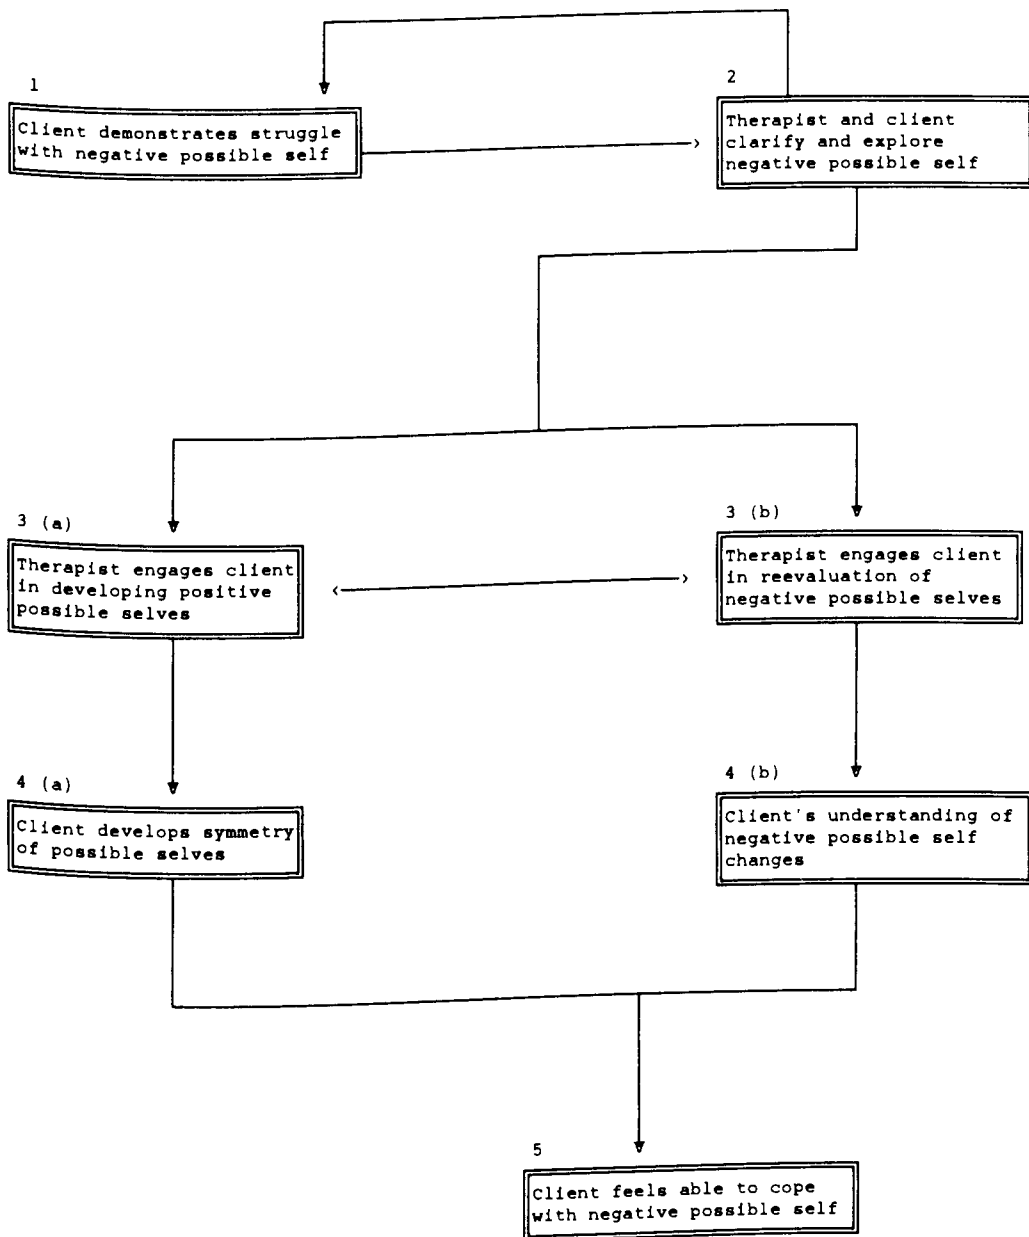 1
Client demonstrates struggle
with negative possible self
2
Therapist and client
clarify and explore
negative possible self
3 (a)
Therapist engages client
in developing positive
possible selves
3 (b)
Therapist engages client
in reevaluation of
negative possible selves
4 (a)
Client develops symmetry
of possible selves
4 (b)
Client's understanding of
negative possible self
changes
5
Client feels able to cope
with negative possible self